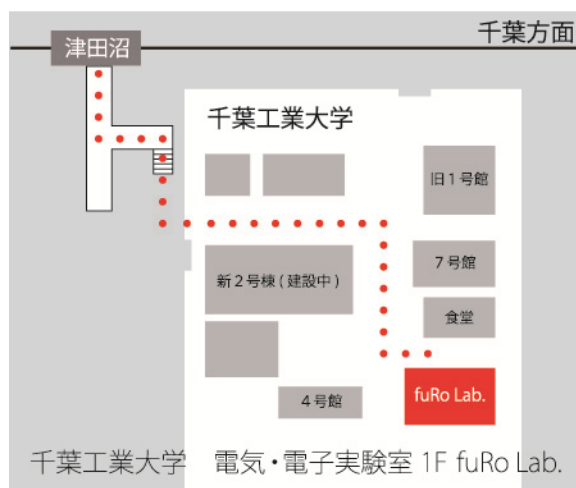 千葉方面
津田沼
千葉工業大学
旧1号館
7号館
新2号棟(建設中)
食堂
fuRo Lab.
4号館
千葉工業大学　電気・電子実験室 1F fuRo Lab.